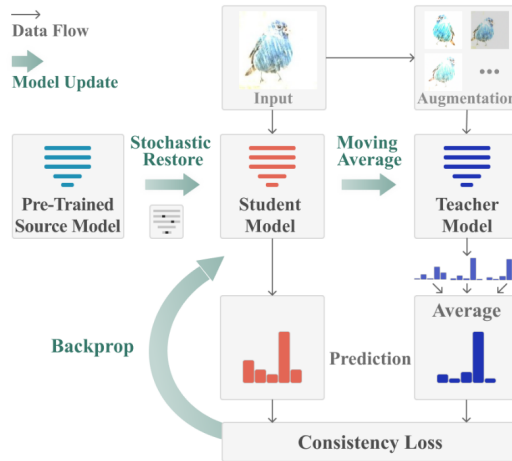 Data Flow
Model Update
Input
Augmentation
Stochastic
Restore
Moving
Average
Pre-Trained
Source Model
Student
Model
Teacher
Model
Average
Backprop
Prediction
Consistency Loss